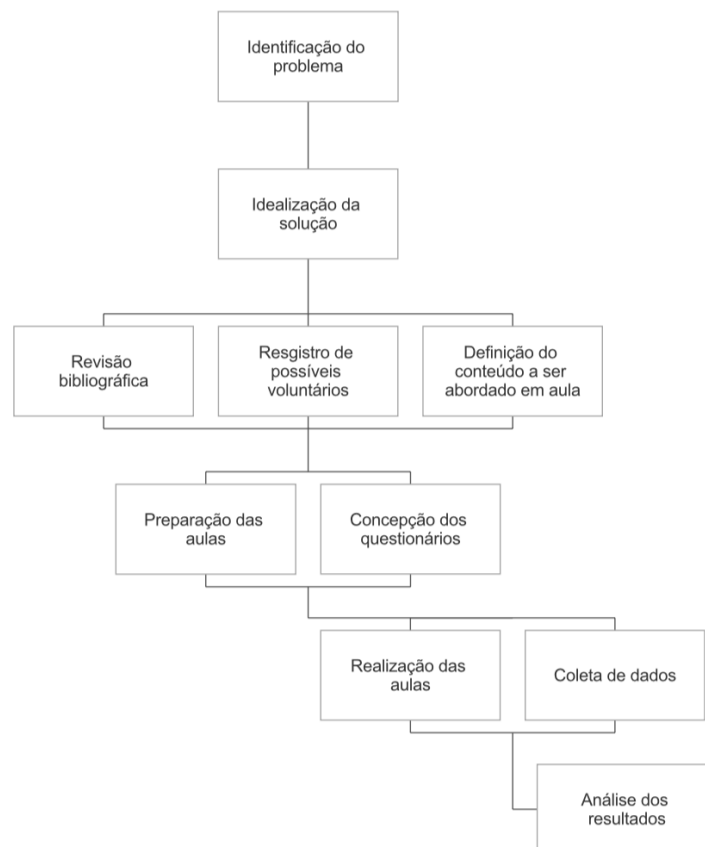 Identificação do
problema
Idealização da
solução
Revisão
bibliográfica
Resgistro de
possíveis
voluntários
Definição do
conteúdo a ser
abordado em aula
Preparação das
aulas
Concepção dos
questionários
Realização das
aulas
Coleta de dados
Análise dos
resultados